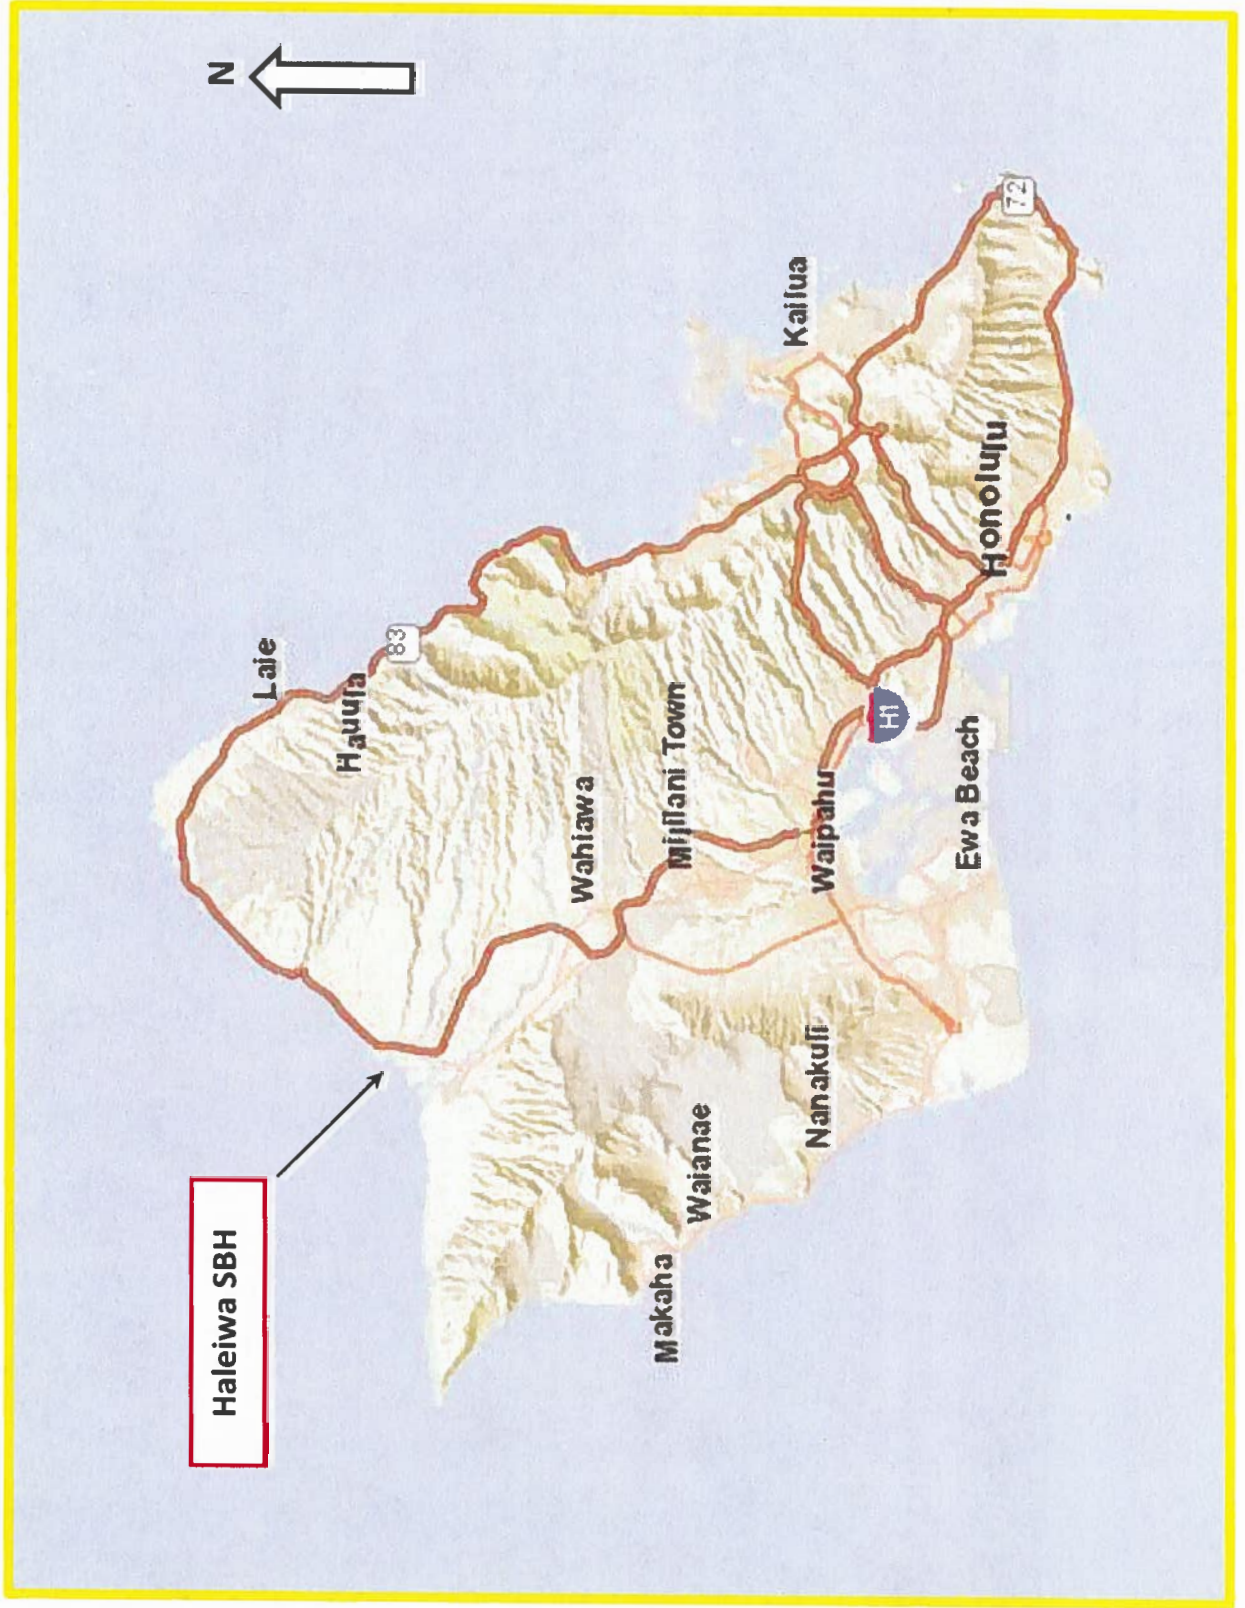 Haleiwa SBH
N
Laie
Hauula
83
Wahiawa
Makaha
Mililani Town
Waianae
Kailua
Nanakuli
Waipahu
H1
Ewa Beach
Honolulu
72